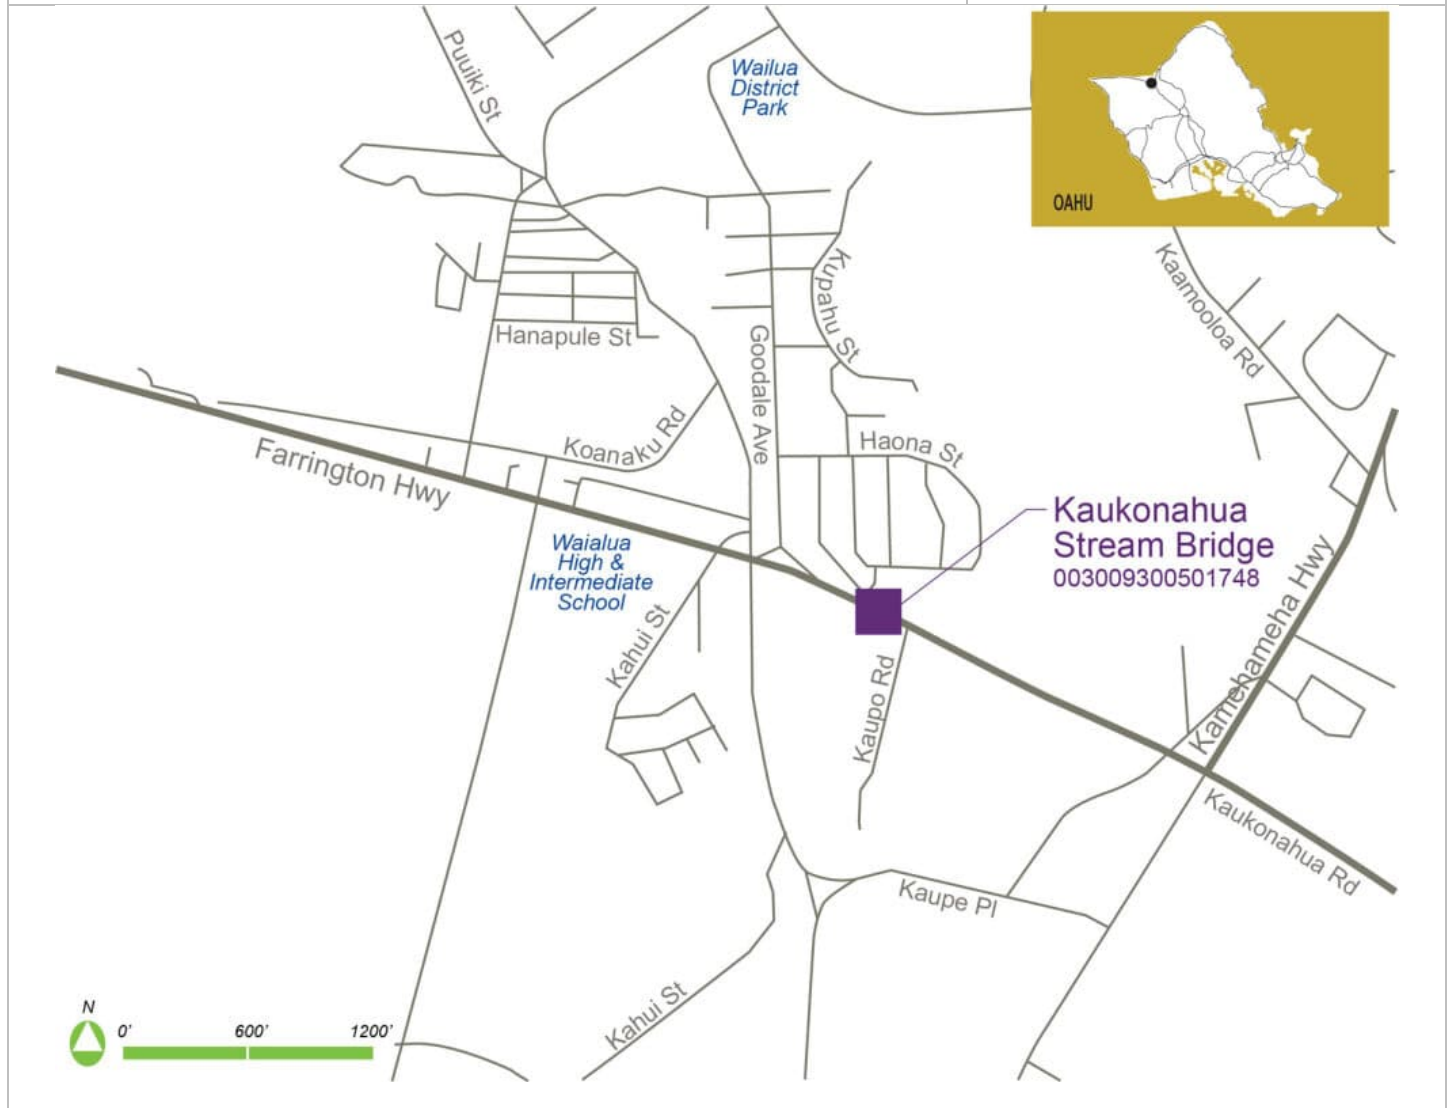 Puuiki St
Wailua
District
Park
OAHU
Kupahu St
Kaamooloa Rd
Hanapule St
Goodale Ave
Koanaku Rd
Haona St
Farrington Hwy
Kaukonahua
Stream Bridge
003009300501748
Waialua
High &
Intermediate
School
Kahui St
Kamehameha Hwy
Kaupo Rd
Kaukonahua Rd
Kaupe Pl
Kahui St
N
0' 600' 1200'